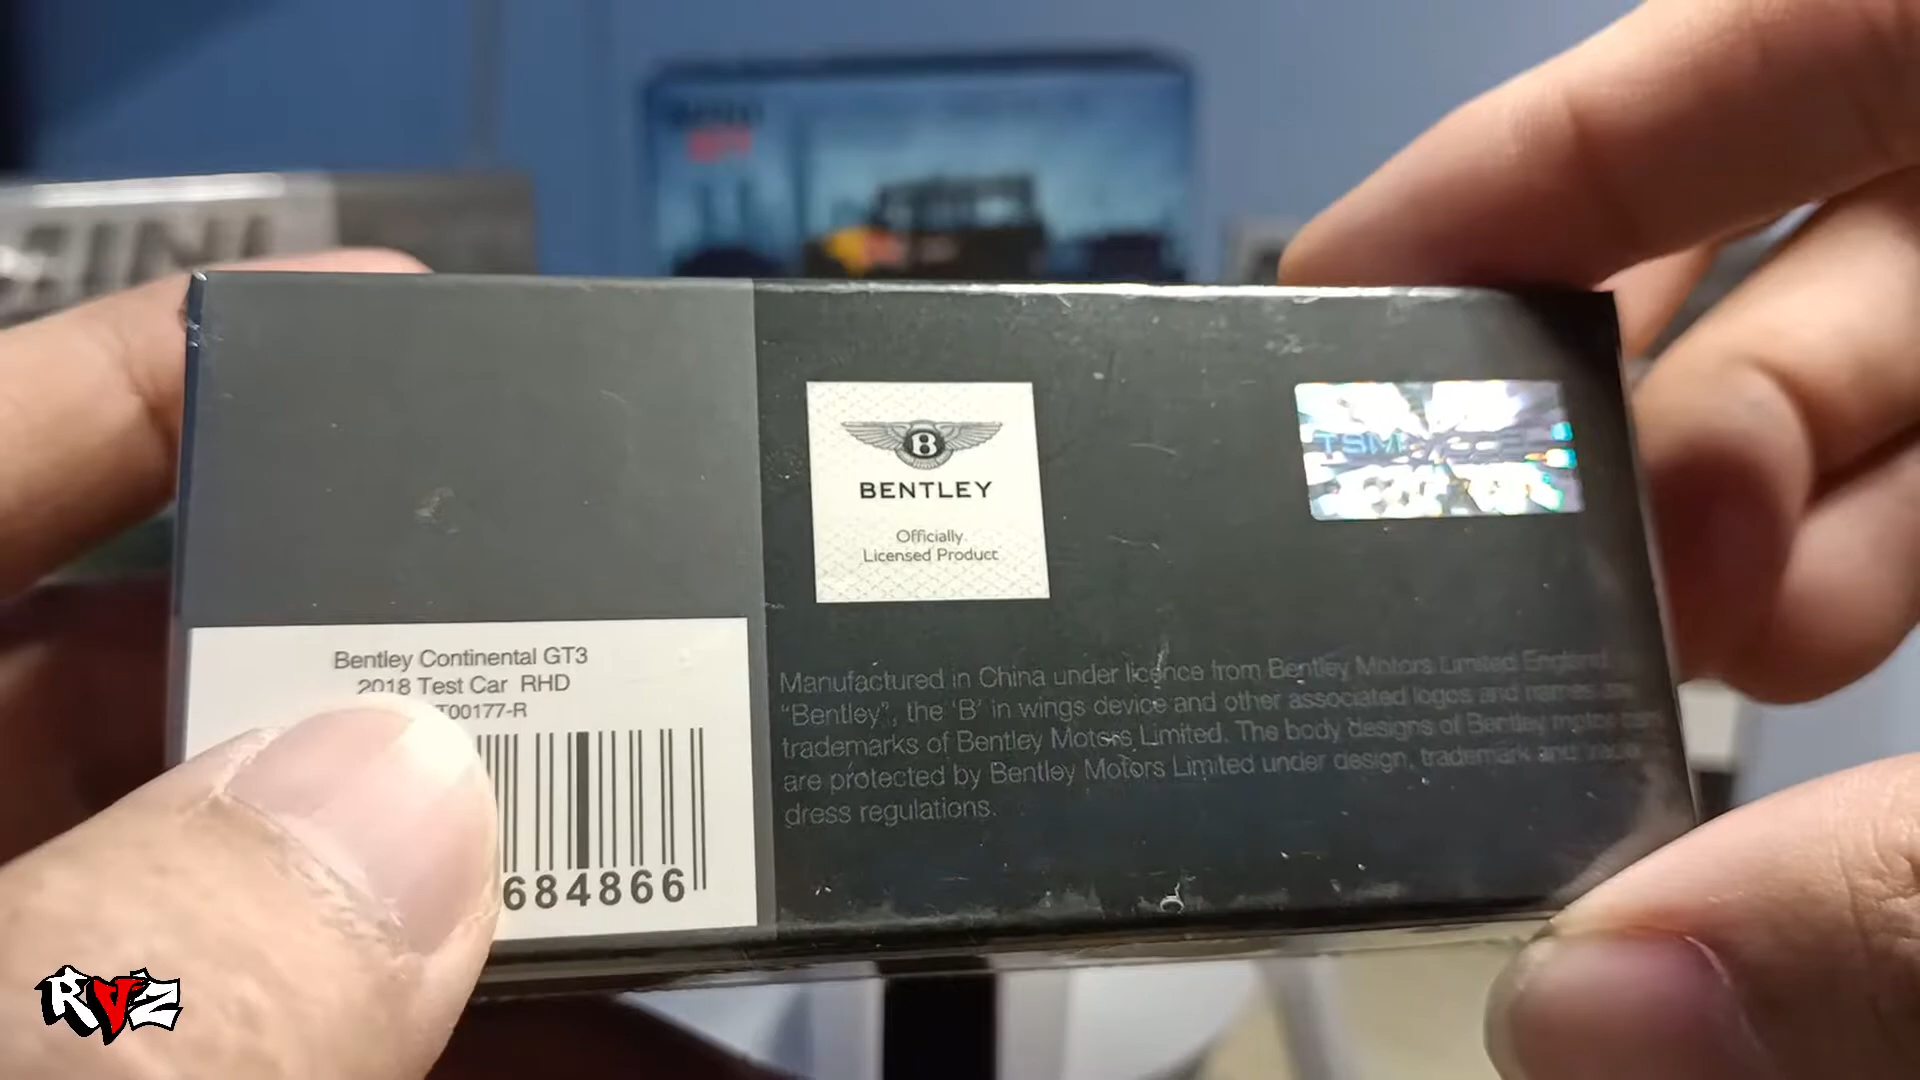 BENTLEY
Officially
Licensed Product
TSM
Bentley Continental GT3
2018 Test Car RHD
T00177-R
684866
Manufactured in China under licence from Bentley Motors Limited England.
"Bentley", the 'B' in wings device and other associated logos and names are
trademarks of Bentley Motors Limited. The body designs of Bentley motor cars
are protected by Bentley Motors Limited under design, trademark and trade
dress regulations.
RVZ